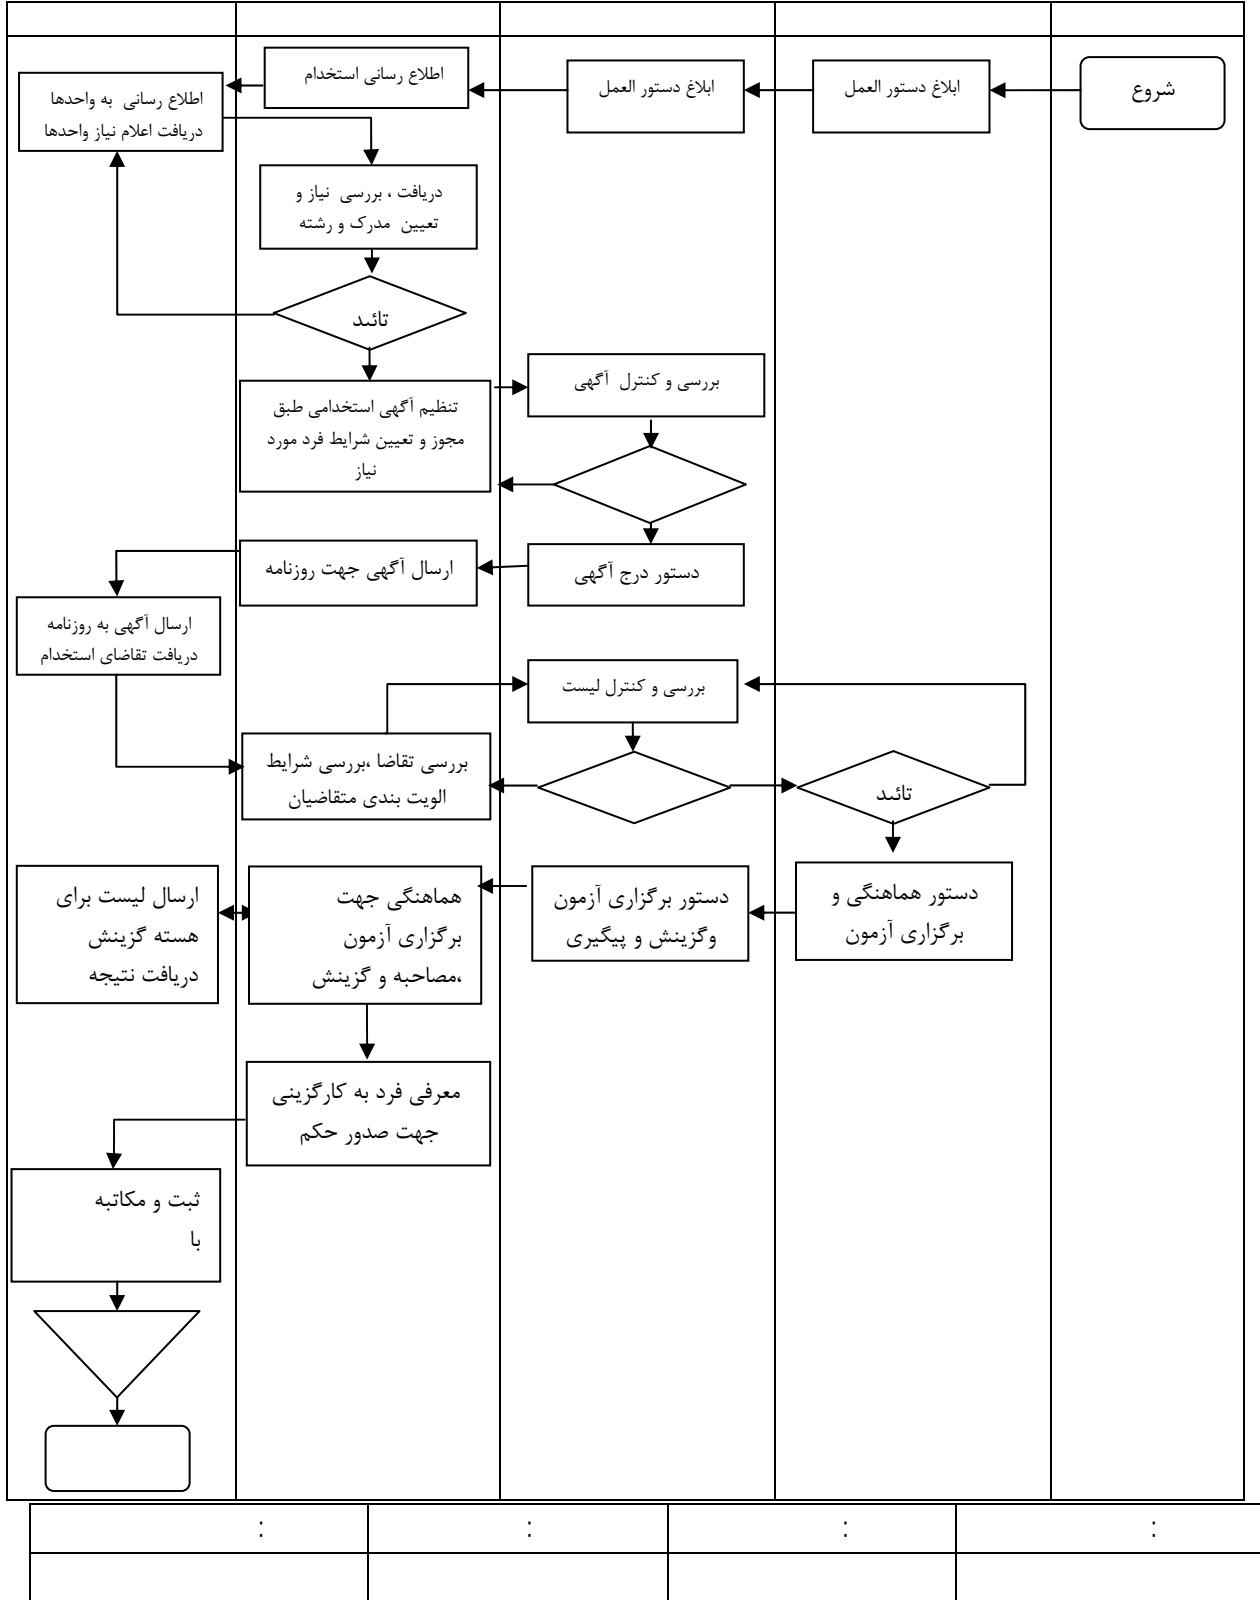 شروع
ابلاغ دستور العمل
ابلاغ دستور العمل
اطلاع رسانی استخدام
اطلاع رسانی به واحدها
دریافت اعلام نیاز واحدها
دریافت ، بررسی نیاز و
تعیین مدرک و رشته
تائید
تنظیم آگهی استخدامی طبق
مجوز و تعیین شرایط فرد مورد
نیاز
بررسی و کنترل آگهی
دستور درج آگهی
ارسال آگهی جهت روزنامه
ارسال آگهی به روزنامه
دریافت تقاضای استخدام
بررسی تقاضا ،بررسی شرایط
الویت بندی متقاضیان
بررسی و کنترل لیست
تائید
دستور هماهنگی و
برگزاری آزمون
دستور برگزاری آزمون
وگزینش و پیگیری
هماهنگی جهت
برگزاری آزمون
،مصاحبه و گزینش
ارسال لیست برای
هسته گزینش
دریافت نتیجه
معرفی فرد به کارگزینی
جهت صدور حکم
ثبت و مکاتبه
با
: : : :